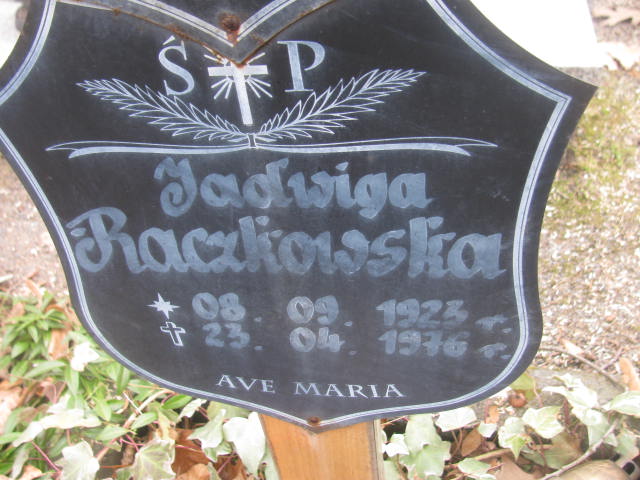 Ś P
Jadwiga
Raczkowska
08. 09. 1923 r.
23. 04. 1976 r.
AVE MARIA